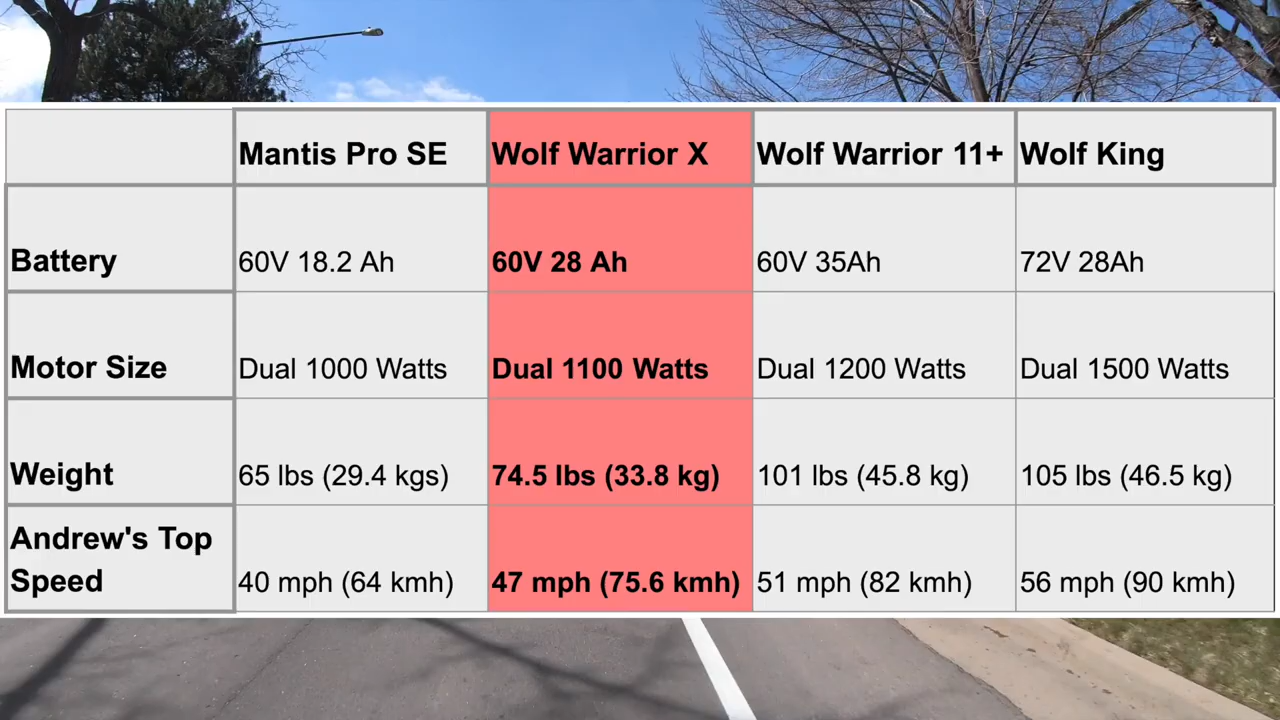 Mantis Pro SE Wolf Warrior X Wolf Warrior 11+ Wolf King
Battery 60V 18.2 Ah 60V 28 Ah 60V 35Ah 72V 28Ah
Motor Size Dual 1000 Watts Dual 1100 Watts Dual 1200 Watts Dual 1500 Watts
Weight 65 lbs (29.4 kgs) 74.5 lbs (33.8 kg) 101 lbs (45.8 kg) 105 lbs (46.5 kg)
Andrew's Top
Speed 40 mph (64 kmh) 47 mph (75.6 kmh) 51 mph (82 kmh) 56 mph (90 kmh)